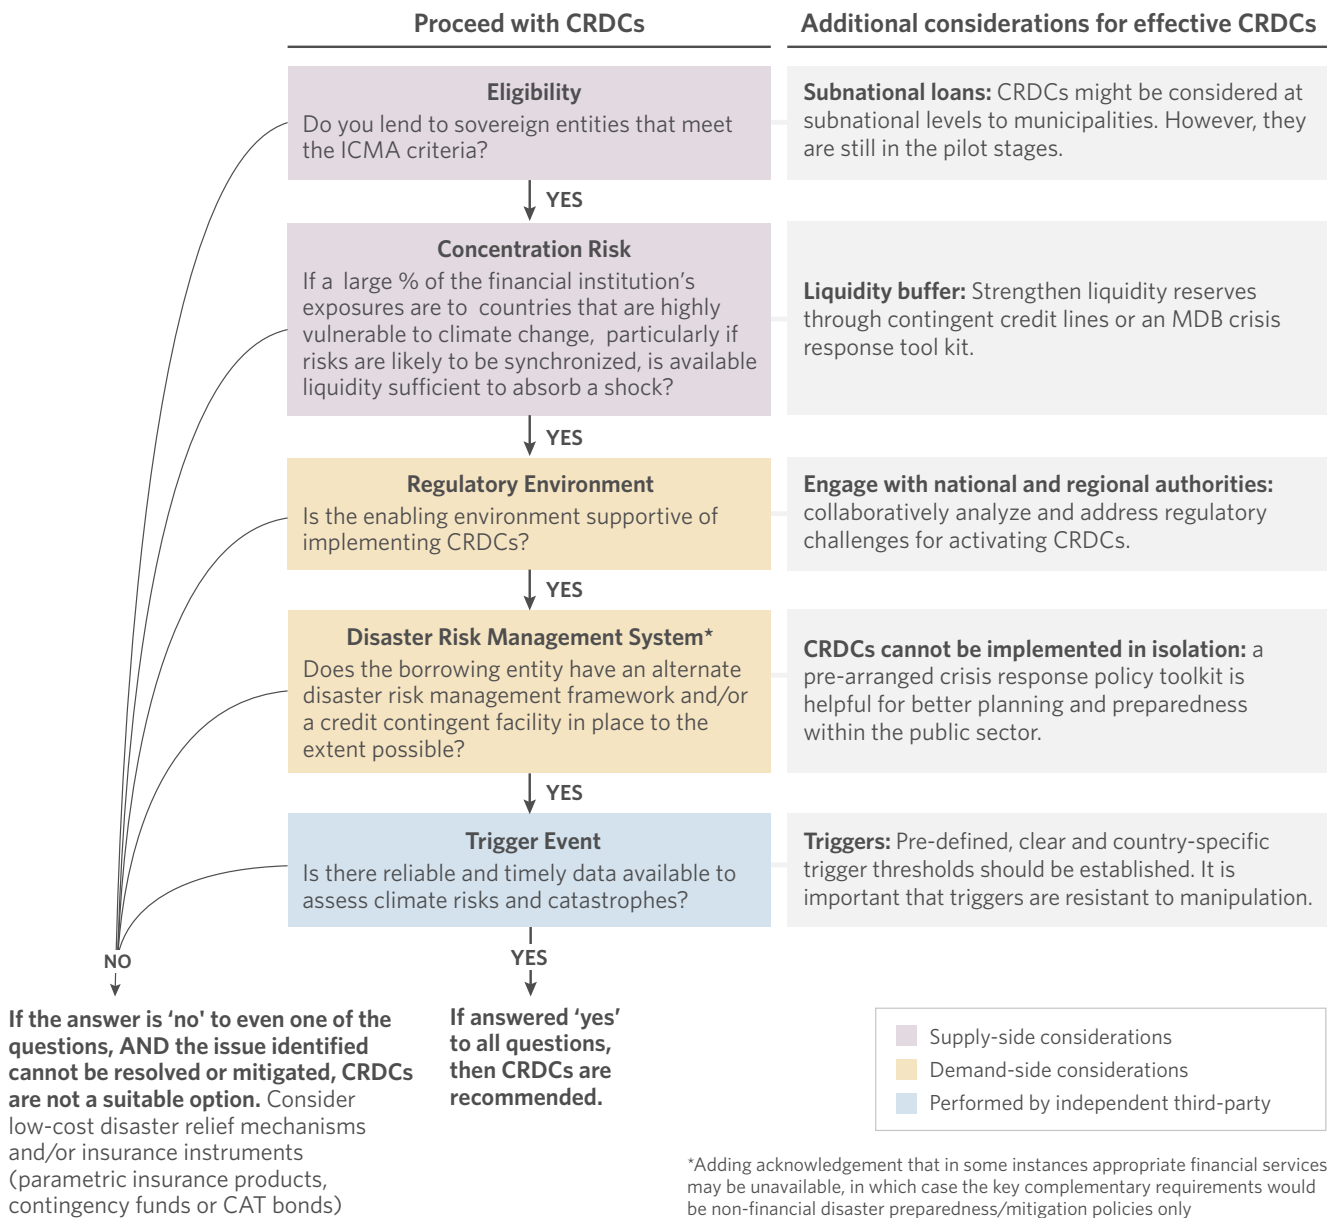 Proceed with CRDCs
Additional considerations for effective CRDCs
Eligibility
Do you lend to sovereign entities that meet
the ICMA criteria?
Subnational loans: CRDCs might be considered at
subnational levels to municipalities. However, they
are still in the pilot stages.
YES
Concentration Risk
If a large % of the financial institution's
exposures are to countries that are highly
vulnerable to climate change, particularly if
risks are likely to be synchronized, is available
liquidity sufficient to absorb a shock?
Liquidity buffer: Strengthen liquidity reserves
through contingent credit lines or an MDB crisis
response tool kit.
YES
Regulatory Environment
Is the enabling environment supportive of
implementing CRDCs?
Engage with national and regional authorities:
collaboratively analyze and address regulatory
challenges for activating CRDCs.
YES
Disaster Risk Management System*
Does the borrowing entity have an alternate
disaster risk management framework and/or
a credit contingent facility in place to the
extent possible?
CRDCs cannot be implemented in isolation: a
pre-arranged crisis response policy toolkit is
helpful for better planning and preparedness
within the public sector.
YES
Trigger Event
Is there reliable and timely data available to
assess climate risks and catastrophes?
Triggers: Pre-defined, clear and country-specific
trigger thresholds should be established. It is
important that triggers are resistant to manipulation.
NO
YES
If the answer is 'no' to even one of the
questions, AND the issue identified
cannot be resolved or mitigated, CRDCs
are not a suitable option. Consider
low-cost disaster relief mechanisms
and/or insurance instruments
(parametric insurance products,
contingency funds or CAT bonds)
If answered 'yes'
to all questions,
then CRDCs are
recommended.
Supply-side considerations
Demand-side considerations
Performed by independent third-party
*Adding acknowledgement that in some instances appropriate financial services
may be unavailable, in which case the key complementary requirements would
be non-financial disaster preparedness/mitigation policies only